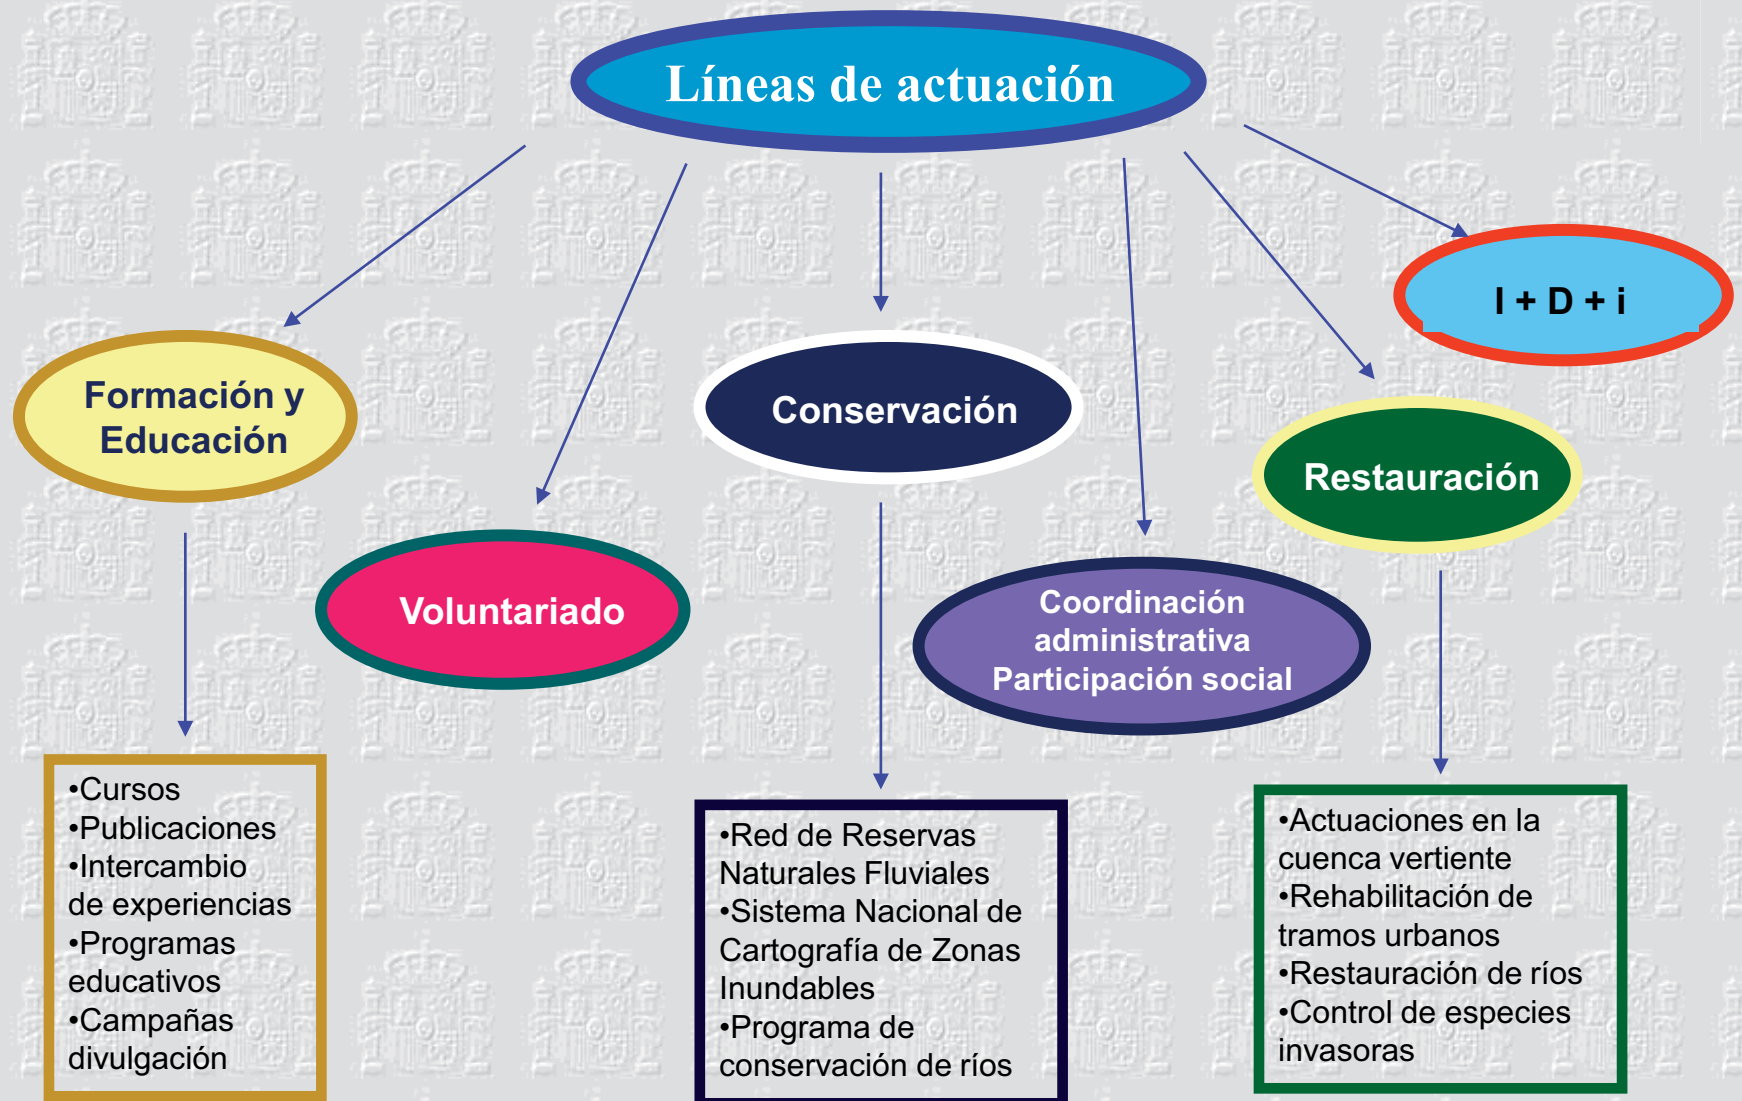 Líneas de actuación
I + D + i
Formación y
Educación
Conservación
Restauración
Voluntariado
Coordinación
administrativa
Participación social
•Cursos
•Publicaciones
•Intercambio
de experiencias
•Programas
educativos
•Campañas
divulgación
•Red de Reservas
Naturales Fluviales
•Sistema Nacional de
Cartografía de Zonas
Inundables
•Programa de
conservación de ríos
•Actuaciones en la
cuenca vertiente
•Rehabilitación de
tramos urbanos
•Restauración de ríos
•Control de especies
invasoras